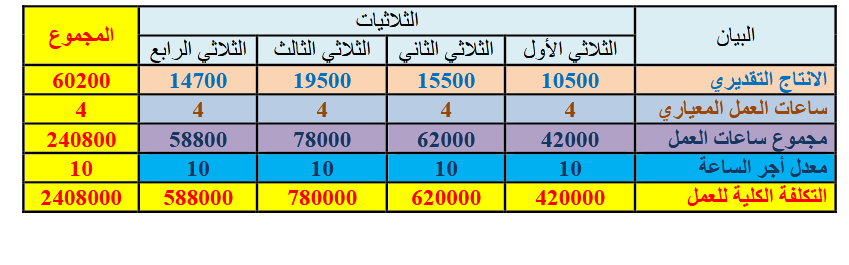 البيان الثلاثيات المجموع
الثلاثي الأول الثلاثي الثاني الثلاثي الثالث الثلاثي الرابع
الانتاج التقديري 10500 15500 19500 14700 60200
ساعات العمل المعياري 4 4 4 4 4
مجموع ساعات العمل 42000 62000 78000 58800 240800
معدل أجر الساعة 10 10 10 10 10
التكلفة الكلية للعمل 420000 620000 780000 588000 2408000